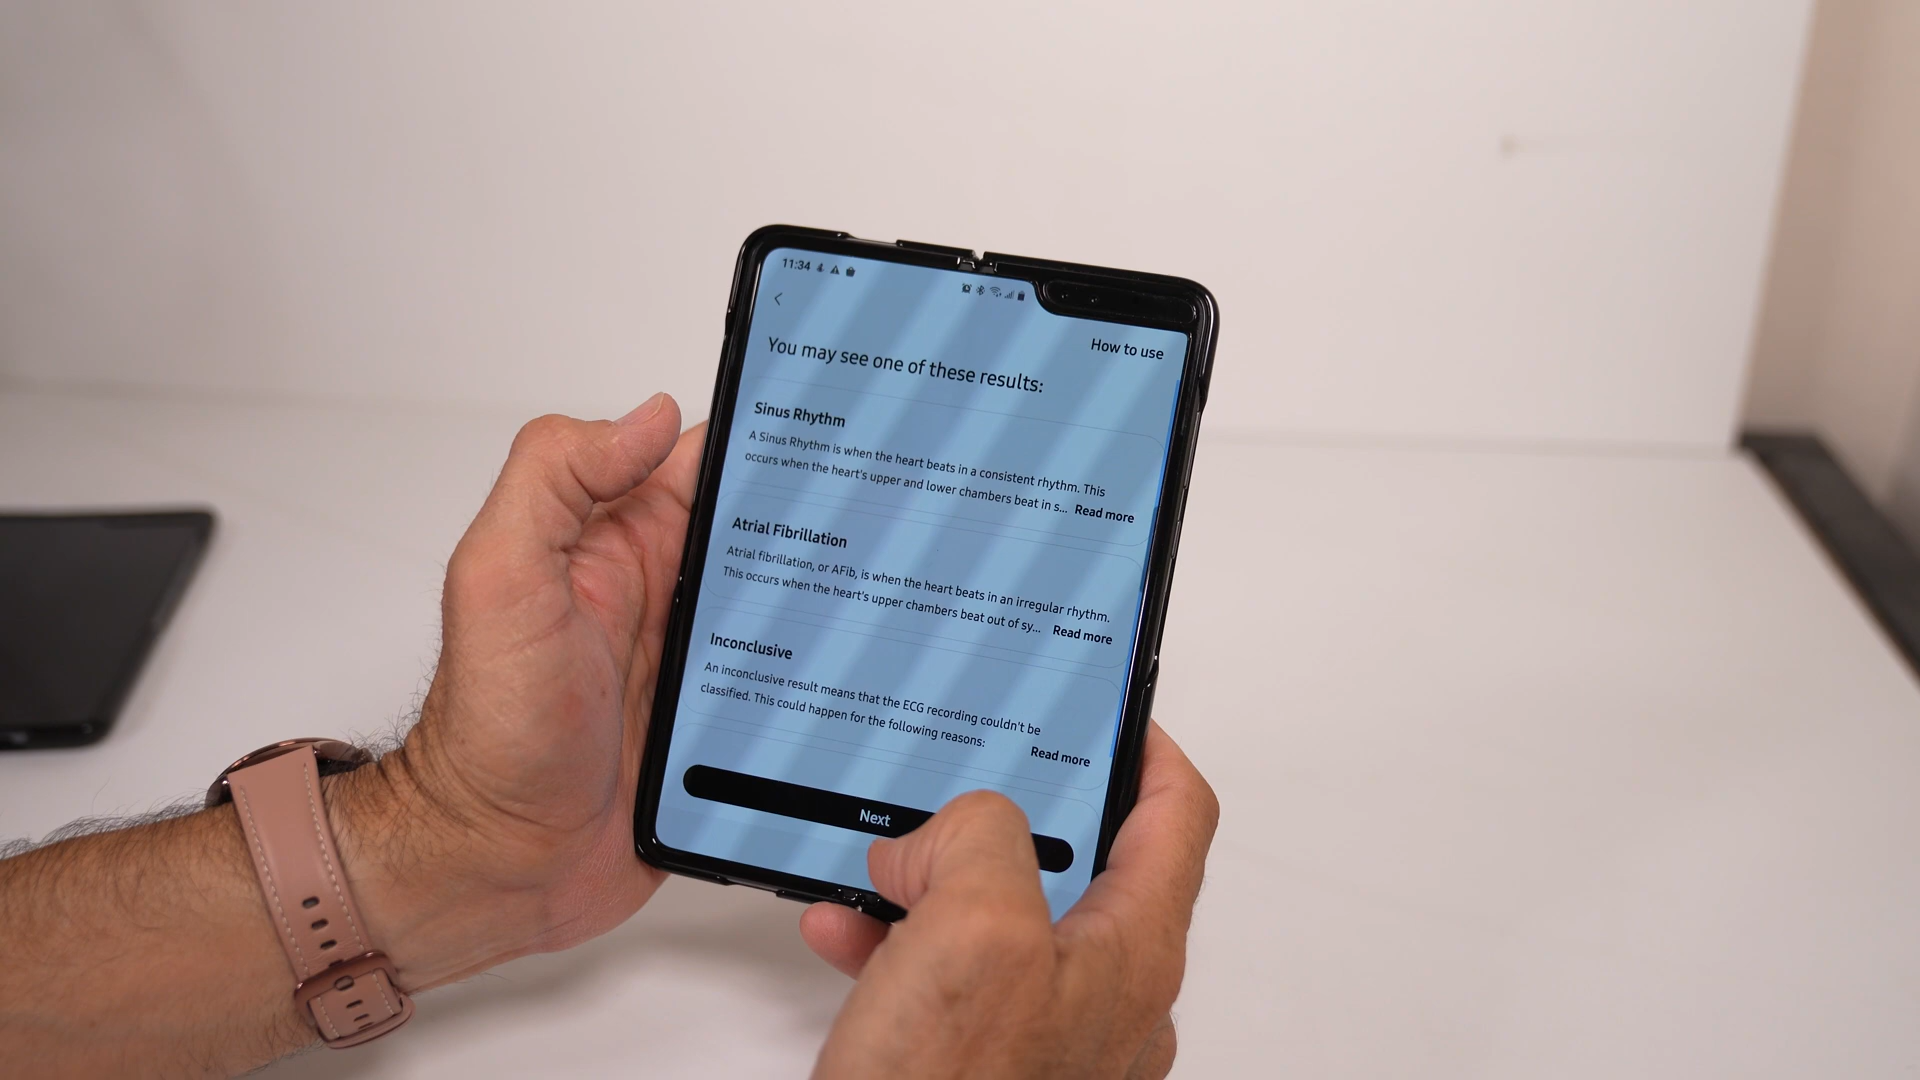 11:34
How to use
You may see one of these results:
Sinus Rhythm
A Sinus Rhythm is when the heart beats in a consistent rhythm. This
occurs when the heart's upper and lower chambers beat in s... Read more
Atrial Fibrillation
Atrial fibrillation, or AFib, is when the heart beats in an irregular rhythm.
This occurs when the heart's upper chambers beat out of sy... Read more
Inconclusive
An inconclusive result means that the ECG recording couldn't be
classified. This could happen for the following reasons: Read more
Next